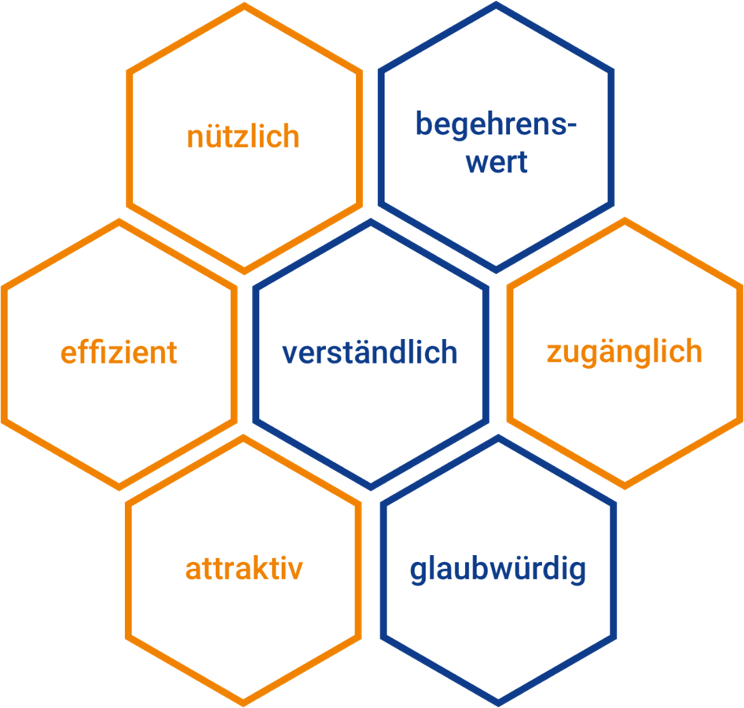 nützlich
begehrens-
wert
effizient
verständlich
zugänglich
attraktiv
glaubwürdig